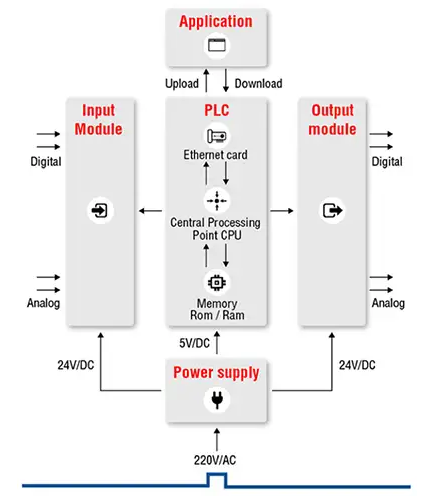 Application
Upload
Download
Input
Module
PLC
Output
module
Ethernet card
Digital
Digital
Central Processing
Point CPU
Memory
Rom / Ram
Analog
Analog
5V/DC
24V/DC
24V/DC
Power supply
220V/AC